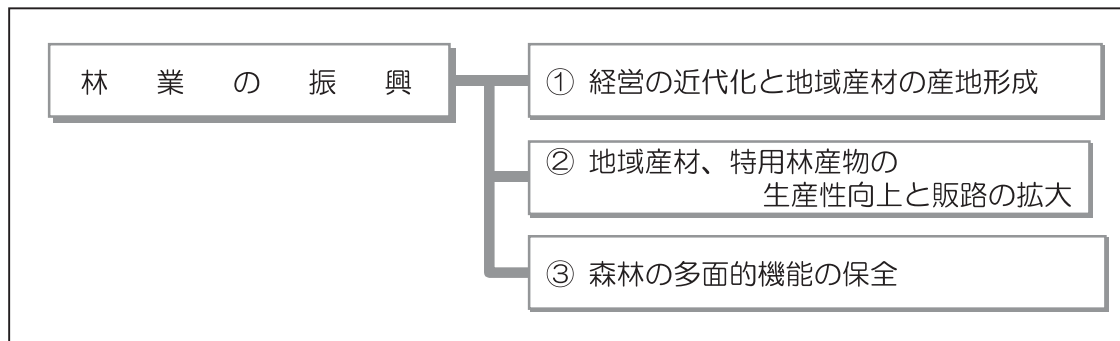 林業の振興
① 経営の近代化と地域産材の産地形成
② 地域産材、特用林産物の
生産性向上と販路の拡大
③ 森林の多面的機能の保全